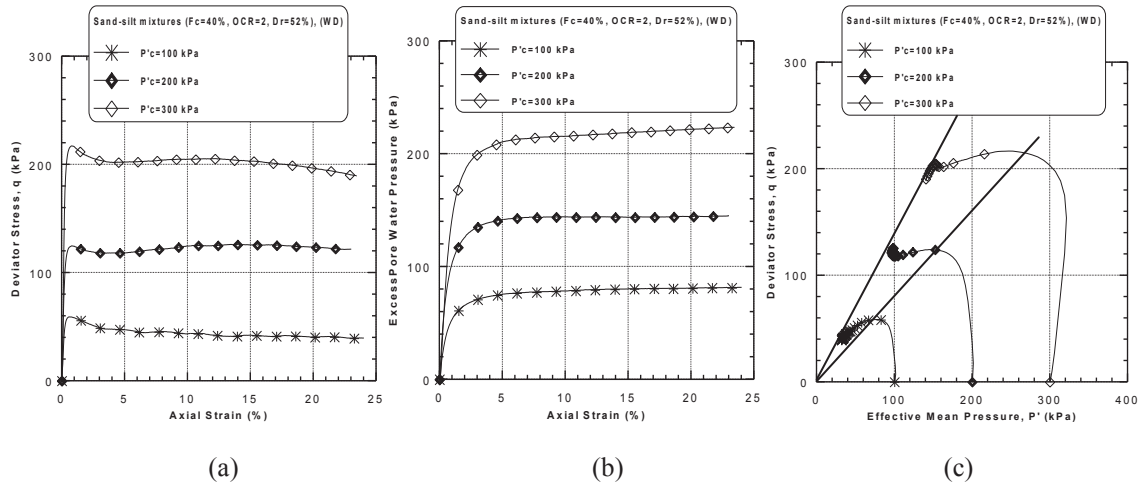 Sand-silt mixtures (Fc=40%, OCR=2, Dr=52%), (WD)
P'c=100 kPa
P'c=200 kPa
P'c=300 kPa
300
200
100
0
Deviator Stress, q (kPa)
0 5 10 15 20 25
Axial Strain (%)
(a)
Sand-silt mixtures (Fc=40%, OCR=2, Dr=52%), (WD)
P'c=100 kPa
P'c=200 kPa
P'c=300 kPa
300
200
100
0
ExcessPore Water Pressure (kPa)
0 5 10 15 20 25
Axial Strain (%)
(b)
Sand-silt mixtures (Fc=40%, OCR=2, Dr=52%), (WD)
P'c=100 kPa
P'c=200 kPa
P'c=300 kPa
300
200
100
0
Deviator Stress, q (kPa)
0 100 200 300 400
Effective Mean Pressure, P' (kPa)
(c)